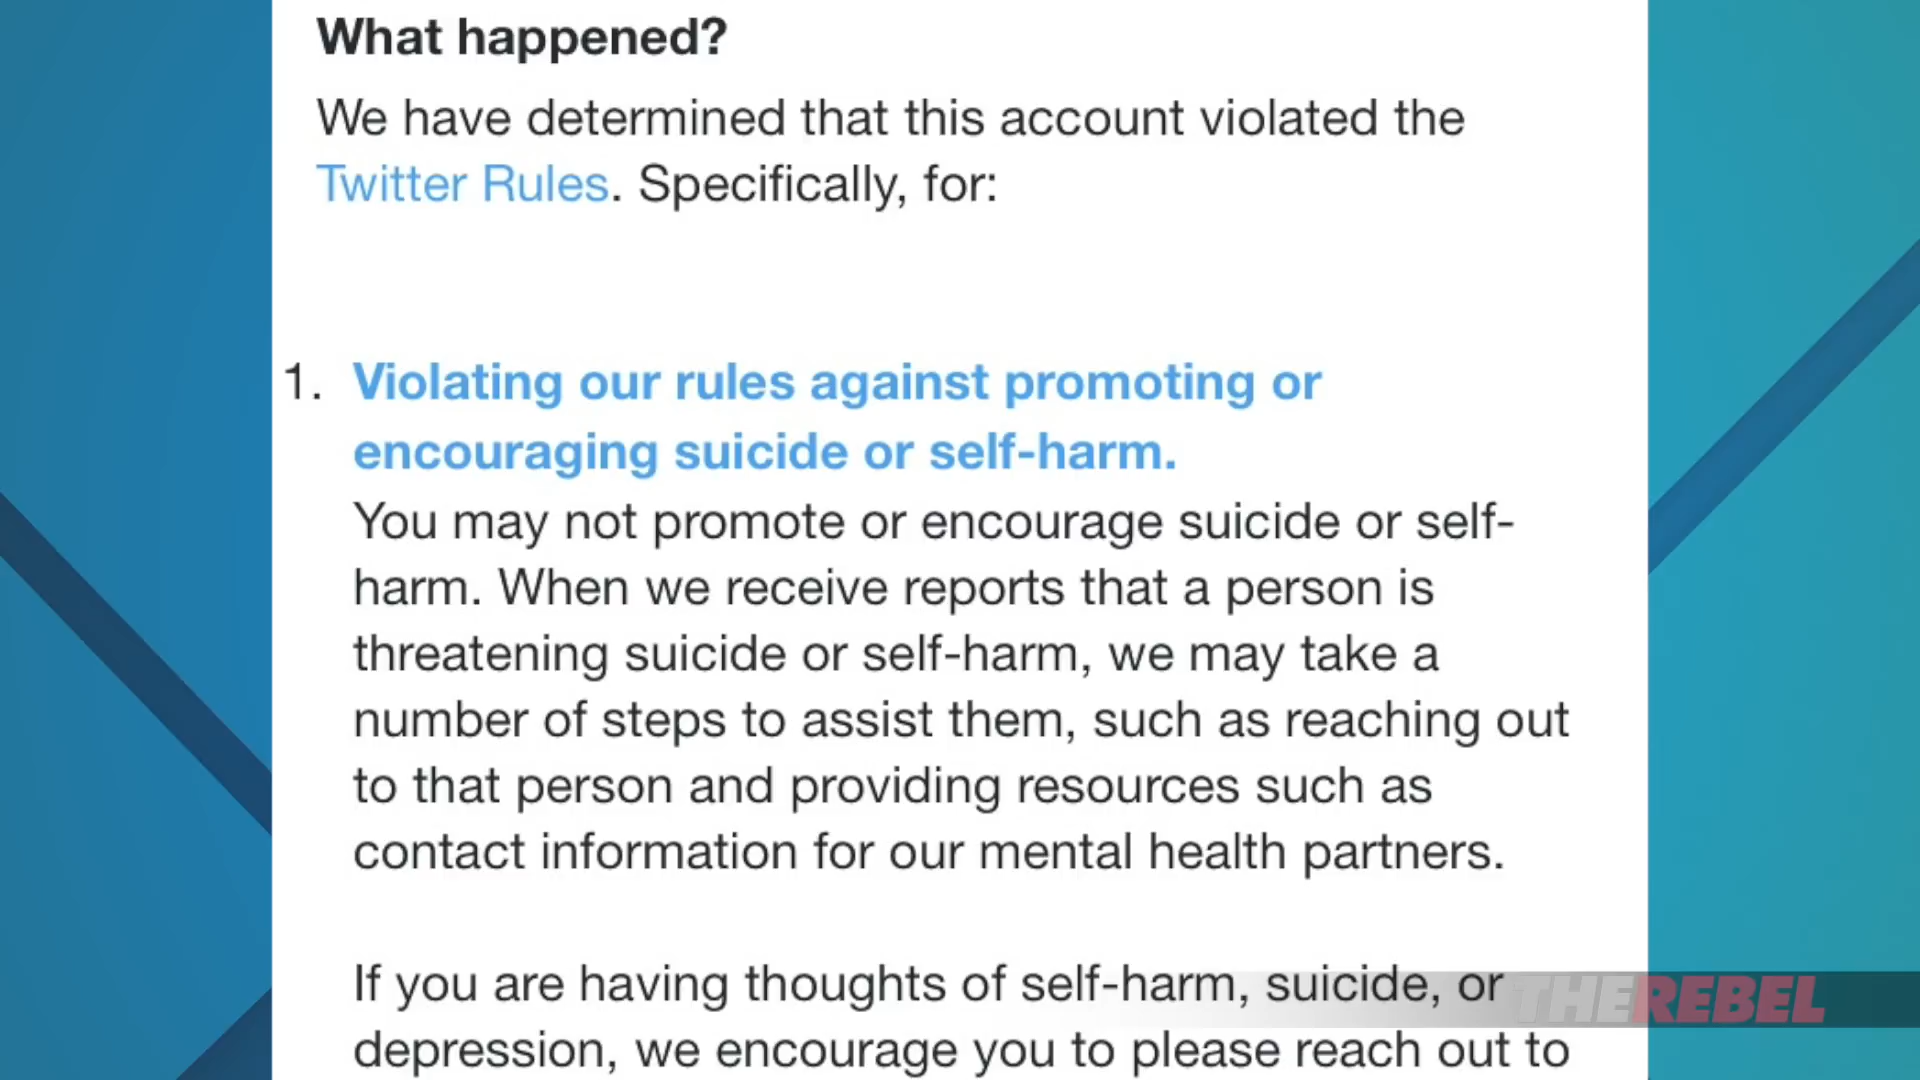 What happened?
We have determined that this account violated the
Twitter Rules. Specifically, for:
1. Violating our rules against promoting or
encouraging suicide or self-harm.
You may not promote or encourage suicide or self-
harm. When we receive reports that a person is
threatening suicide or self-harm, we may take a
number of steps to assist them, such as reaching out
to that person and providing resources such as
contact information for our mental health partners.
If you are having thoughts of self-harm, suicide, or
THEREBEL
depression, we encourage you to please reach out to